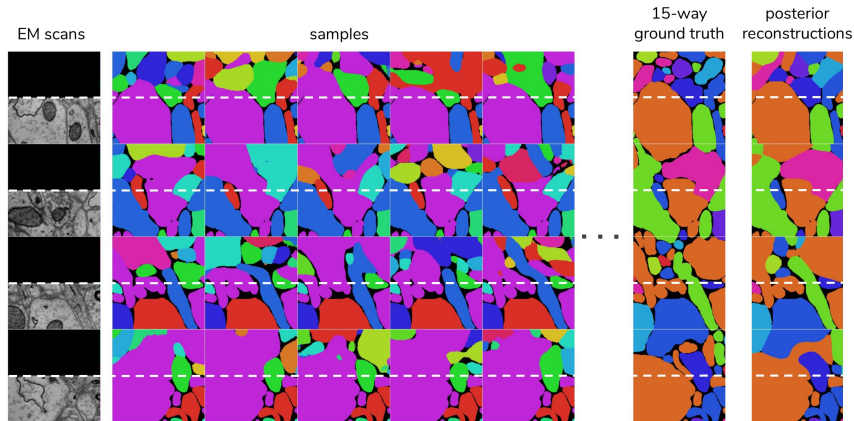 EM scans
samples
15-way
ground truth
posterior
reconstructions
. . .